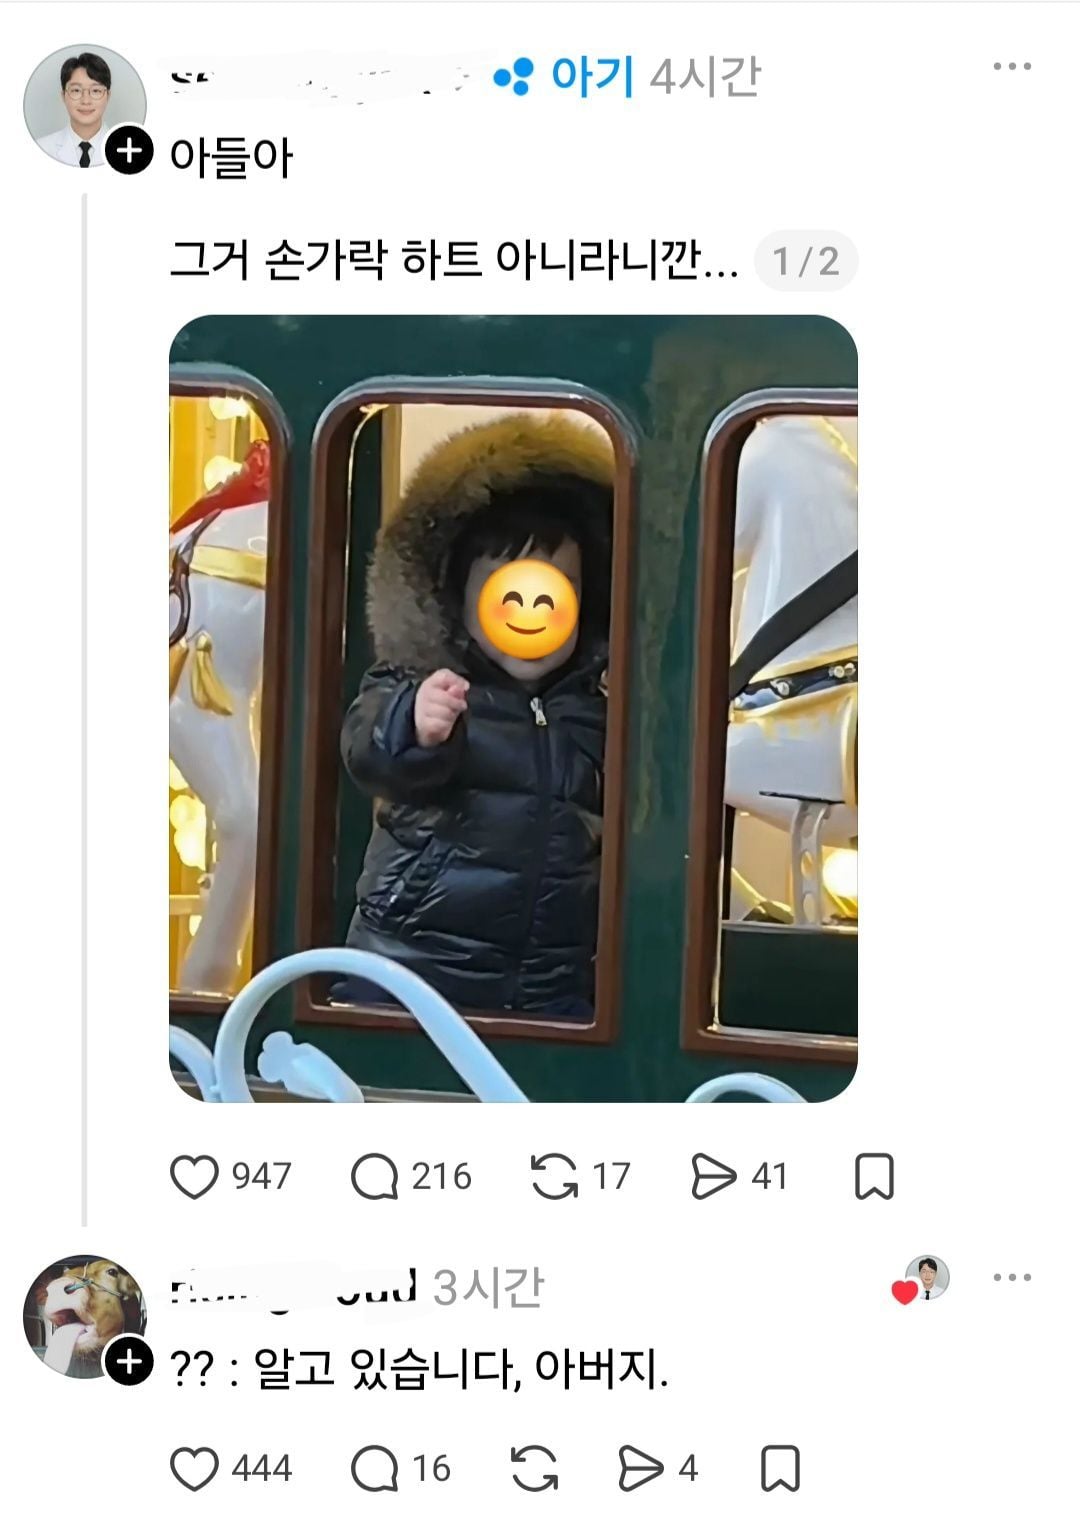 아기 4시간
아들아
그거 손가락 하트 아니라니깐... 1/2
947 216 17 41
3시간
?? : 알고 있습니다, 아버지.
444 16 4